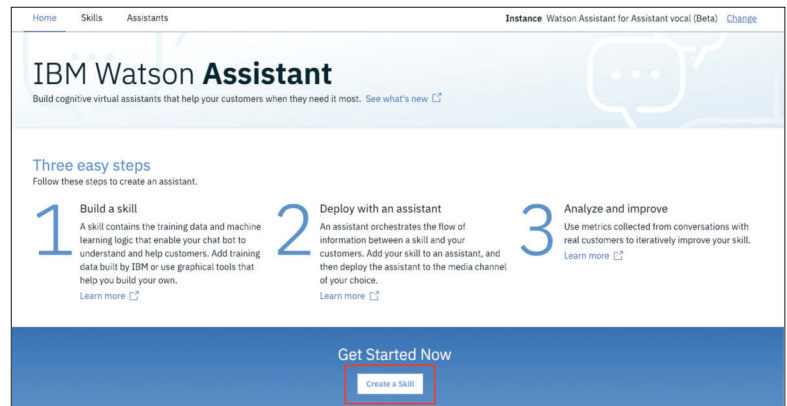 Home Skills Assistants Instance Watson Assistant for Assistant vocal (Beta) Change
IBM Watson Assistant
Build cognitive virtual assistants that help your customers when they need it most. See what's new
Three easy steps
Follow these steps to create an assistant.
1
Build a skill
A skill contains the training data and machine
learning logic that enable your chat bot to
understand and help customers. Add training
data built by IBM or use graphical tools that
help you build your own.
Learn more
2
Deploy with an assistant
An assistant orchestrates the flow of
information between a skill and your
customers. Add your skill to an assistant, and
then deploy the assistant to the media channel
of your choice.
Learn more
3
Analyze and improve
Use metrics collected from conversations with
real customers to iteratively improve your skill.
Learn more
Get Started Now
Create a Skill